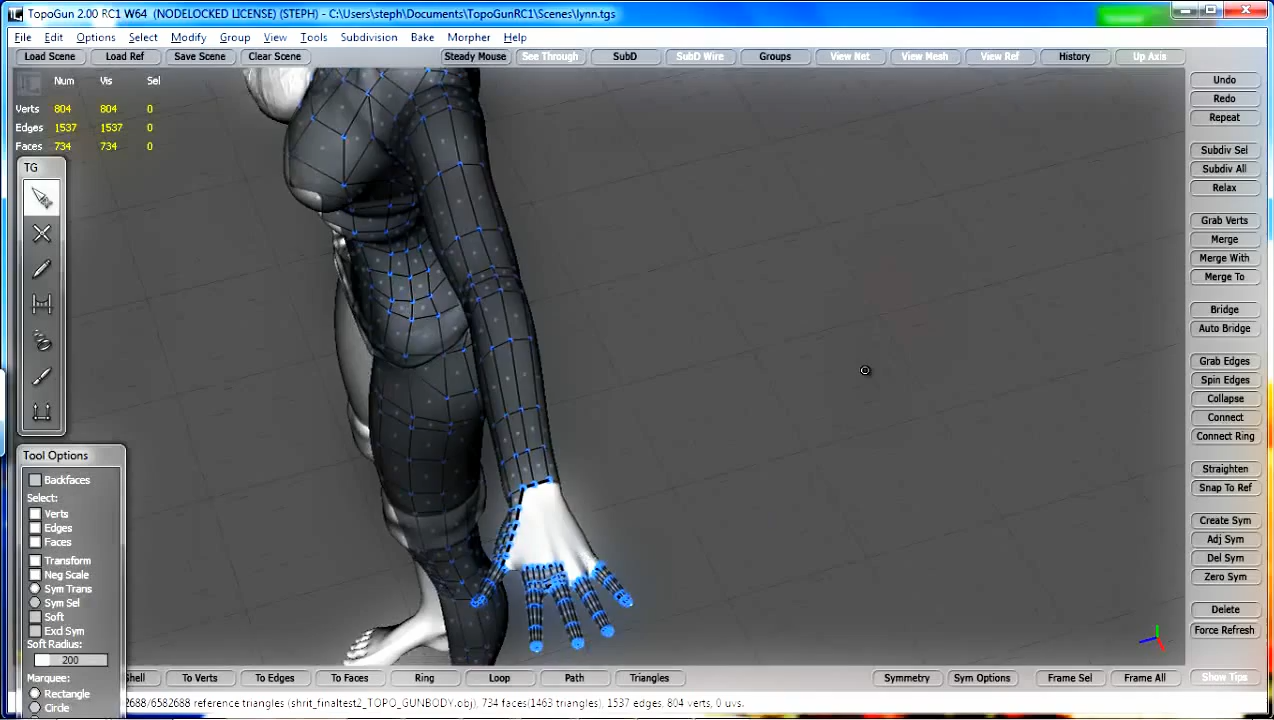 TopoGun 2.00 RC1 W64 (NODELOCKED LICENSE) (STEPH) - C:\Users\steph\Documents\TopoGunRC1\Scenes\lynn.tgs
File Edit Options Select Modify Group View Tools Subdivision Bake Morpher Help
Load Scene Load Ref Save Scene Clear Scene Steady Mouse See Through SubD SubD Wire Groups View Net View Mesh View Ref History Up Axis
Num Vis Sel
Verts 804 804 0
Edges 1537 1537 0
Faces 734 734 0
TG
Tool Options
Backfaces
Select:
Verts
Edges
Faces
Transform
Neg Scale
Sym Trans
Sym Sel
Soft
Excl Sym
Soft Radius:
200
Marquee:
Rectangle
Circle
Undo
Redo
Repeat
Subdiv Sel
Subdiv All
Relax
Grab Verts
Merge
Merge With
Merge To
Bridge
Auto Bridge
Grab Edges
Spin Edges
Collapse
Connect
Connect Ring
Straighten
Snap To Ref
Create Sym
Adj Sym
Del Sym
Zero Sym
Delete
Force Refresh
Show Tips
Shell To Verts To Edges To Faces Ring Loop Path Triangles Symmetry Sym Options Frame Sel Frame All
2688/6582688 reference triangles (shrit_finaltest2_TOPO_GUNBODY.obj), 734 faces(1463 triangles), 1537 edges, 804 verts, 0 uvs.